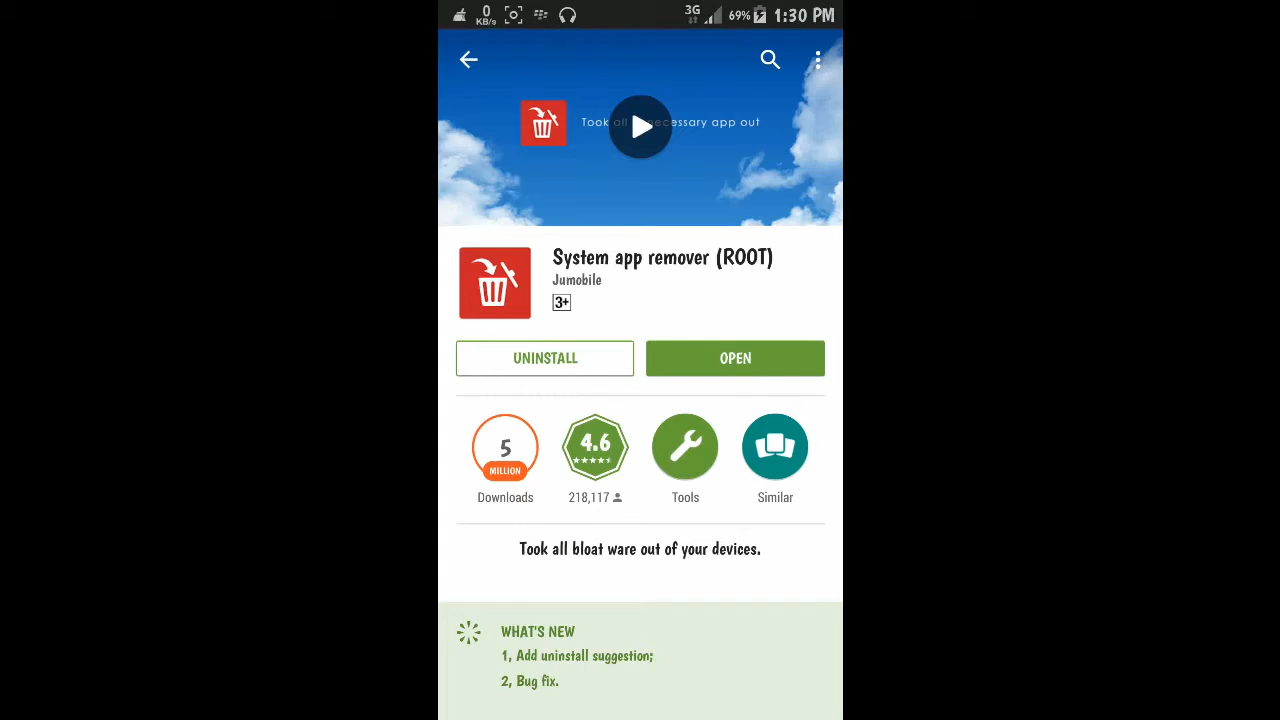 0
KB/s
3G
69%
1:30 PM
Took all necessary app out
System app remover (ROOT)
Jumobile
3+
UNINSTALL
OPEN
5
MILLION
4.6
Downloads
218,117
Tools
Similar
Took all bloat ware out of your devices.
WHAT'S NEW
1, Add uninstall suggestion;
2, Bug fix.